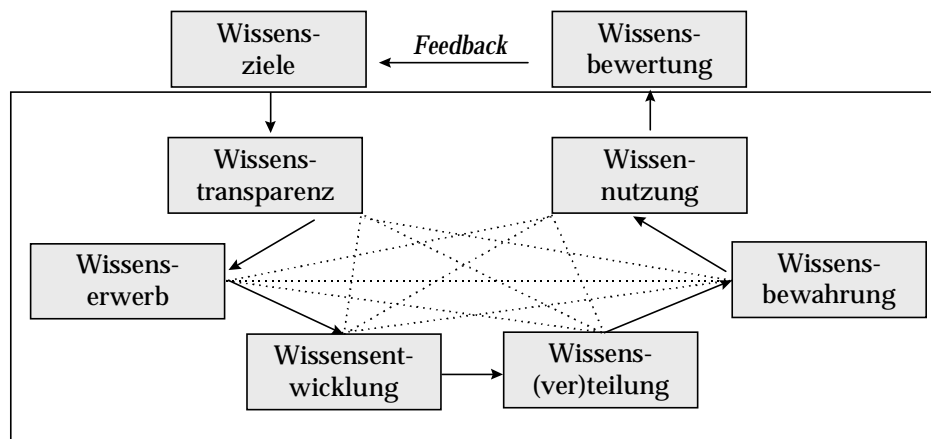 Wissens-
ziele
Feedback
Wissens-
bewertung
Wissens-
transparenz
Wissen-
nutzung
Wissens-
erwerb
Wissens-
bewahrung
Wissensent-
wicklung
Wissens-
(ver)teilung